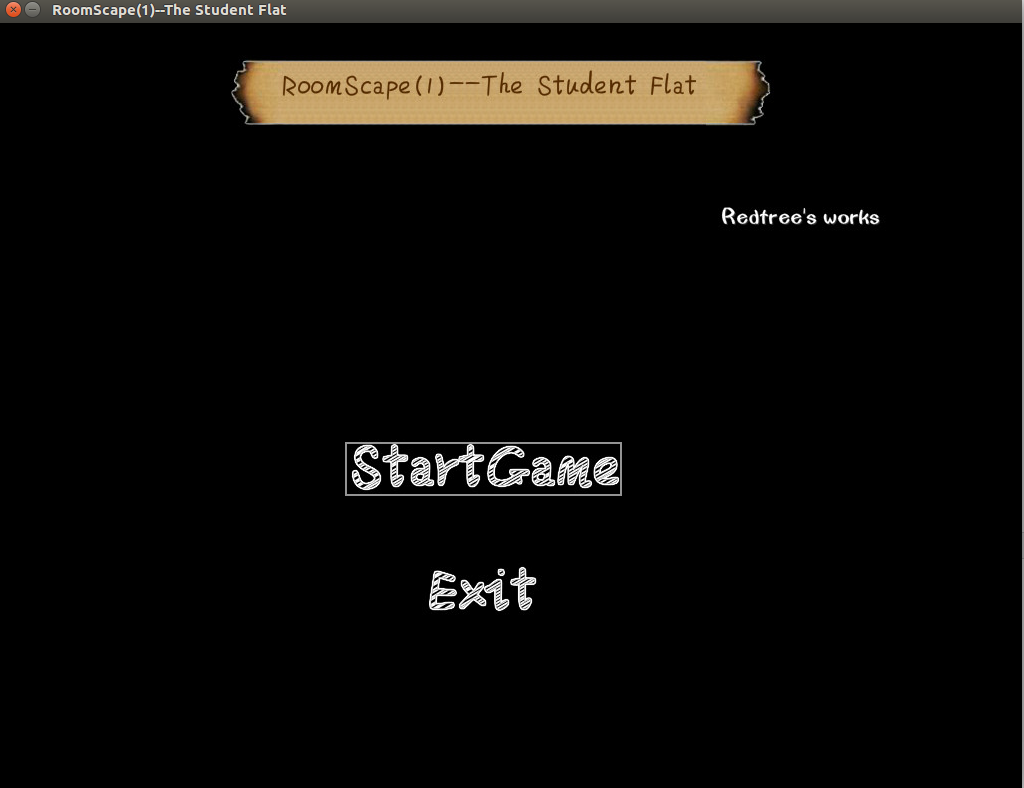 RoomScape(1)--The Student Flat
RoomScape(1)--The Student Flat
Redtree's works
StartGame
Exit